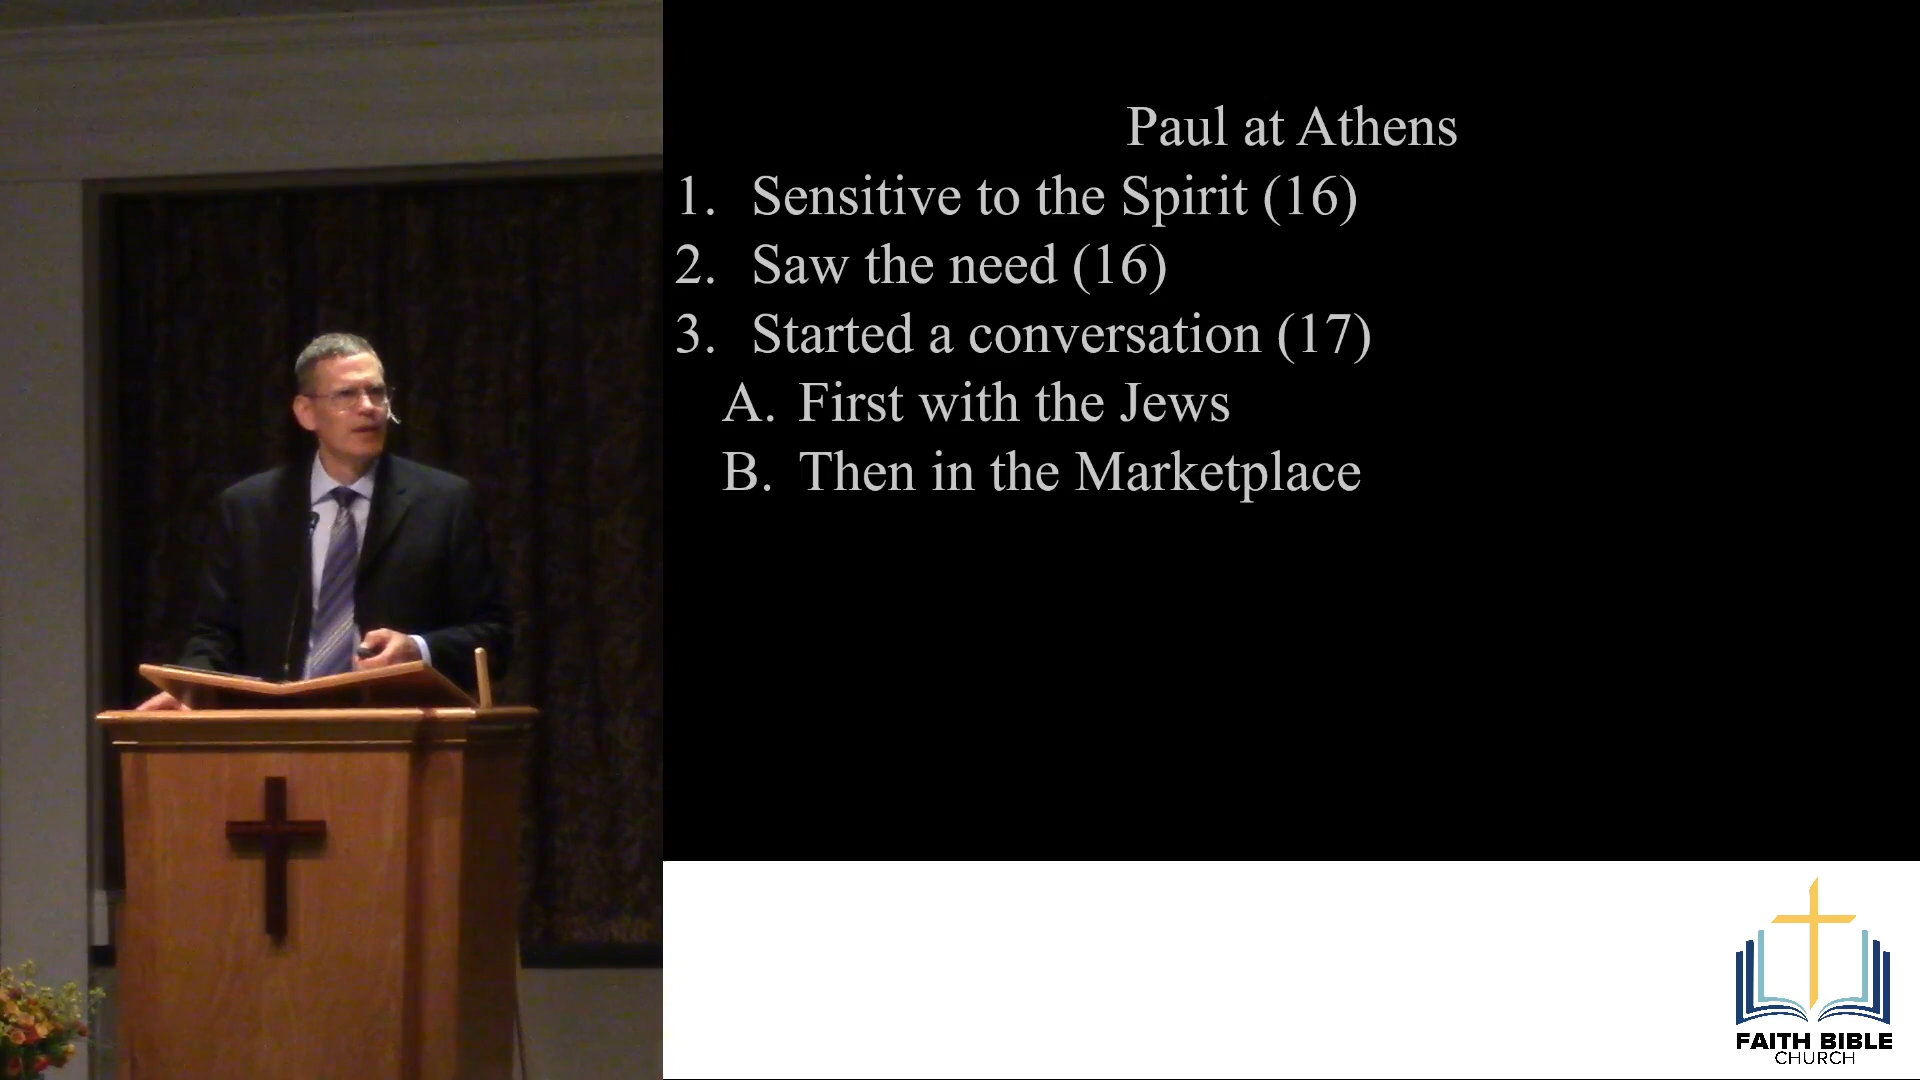 Paul at Athens
1. Sensitive to the Spirit (16)
2. Saw the need (16)
3. Started a conversation (17)
A. First with the Jews
B. Then in the Marketplace
FAITH BIBLE
CHURCH